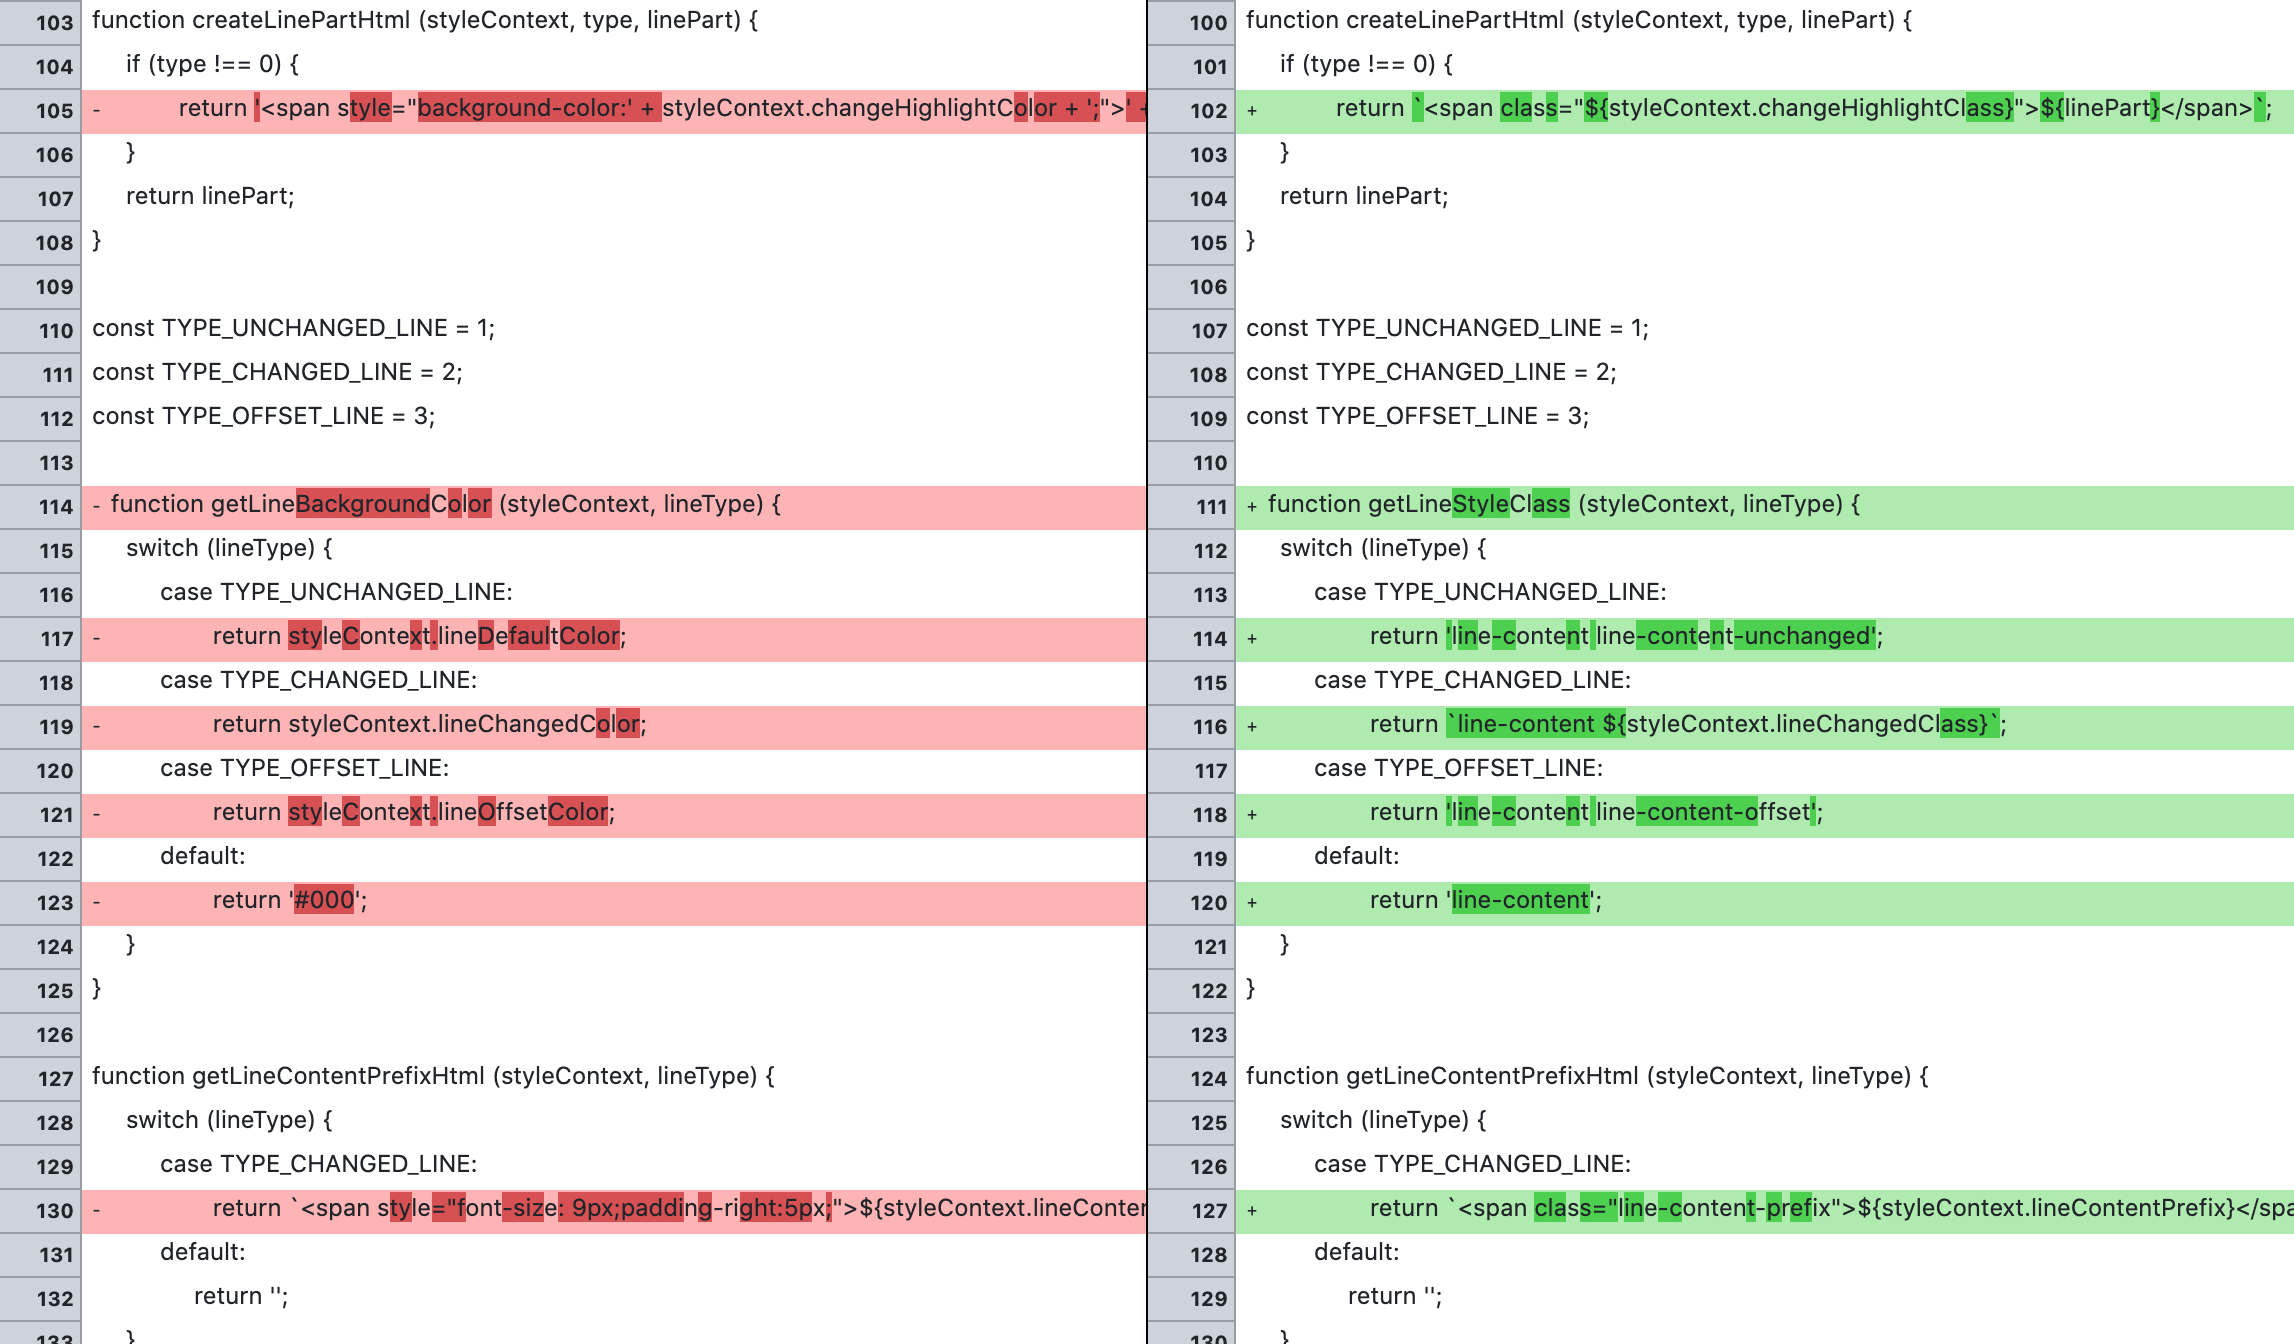 103 function createLinePartHtml (styleContext, type, linePart) {
104 if (type !== 0) {
105 - return '<span style="background-color:' + styleContext.changeHighlightColor + ';">' +
106 }
107 return linePart;
108 }
109
110 const TYPE_UNCHANGED_LINE = 1;
111 const TYPE_CHANGED_LINE = 2;
112 const TYPE_OFFSET_LINE = 3;
113
114 - function getLineBackgroundColor (styleContext, lineType) {
115 switch (lineType) {
116 case TYPE_UNCHANGED_LINE:
117 - return styleContext.lineDefaultColor;
118 case TYPE_CHANGED_LINE:
119 - return styleContext.lineChangedColor;
120 case TYPE_OFFSET_LINE:
121 - return styleContext.lineOffsetColor;
122 default:
123 - return '#000';
124 }
125 }
126
127 function getLineContentPrefixHtml (styleContext, lineType) {
128 switch (lineType) {
129 case TYPE_CHANGED_LINE:
130 - return `<span style="font-size: 9px;padding-right:5px;">${styleContext.lineConter
131 default:
132 return '';
133 }
100 function createLinePartHtml (styleContext, type, linePart) {
101 if (type !== 0) {
102 + return `<span class="${styleContext.changeHighlightClass}">${linePart}</span>`;
103 }
104 return linePart;
105 }
106
107 const TYPE_UNCHANGED_LINE = 1;
108 const TYPE_CHANGED_LINE = 2;
109 const TYPE_OFFSET_LINE = 3;
110
111 + function getLineStyleClass (styleContext, lineType) {
112 switch (lineType) {
113 case TYPE_UNCHANGED_LINE:
114 + return 'line-content line-content-unchanged';
115 case TYPE_CHANGED_LINE:
116 + return `line-content ${styleContext.lineChangedClass}`;
117 case TYPE_OFFSET_LINE:
118 + return 'line-content line-content-offset';
119 default:
120 + return 'line-content';
121 }
122 }
123
124 function getLineContentPrefixHtml (styleContext, lineType) {
125 switch (lineType) {
126 case TYPE_CHANGED_LINE:
127 + return `<span class="line-content-prefix">${styleContext.lineContentPrefix}</spa
128 default:
129 return '';
130 }